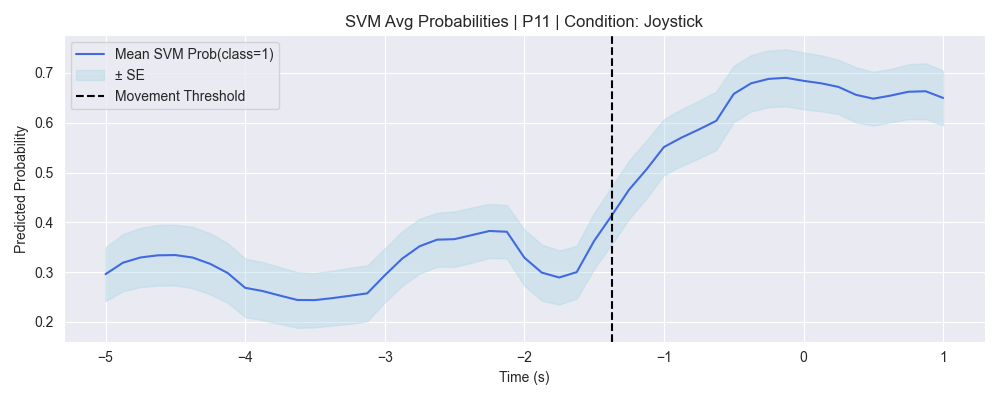 SVM Avg Probabilities | P11 | Condition: Joystick
Mean SVM Prob(class=1)
± SE
Movement Threshold
Predicted Probability
0.7
0.6
0.5
0.4
0.3
0.2
−5 −4 −3 −2 −1 0 1
Time (s)